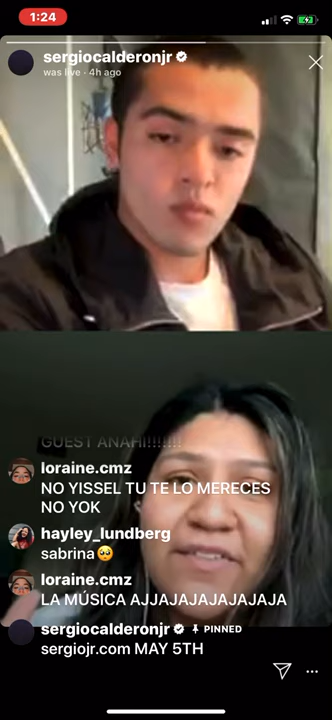 1:24
sergiocalderonjr
was live · 4h ago
GUEST ANAHI!!!!!!!
loraine.cmz
NO YISSEL TU TE LO MERECES
NO YOK
hayley_lundberg
sabrina🥺
loraine.cmz
LA MÚSICA AJJAJAJAJAJAJAJA
sergiocalderonjr PINNED
sergiojr.com MAY 5TH